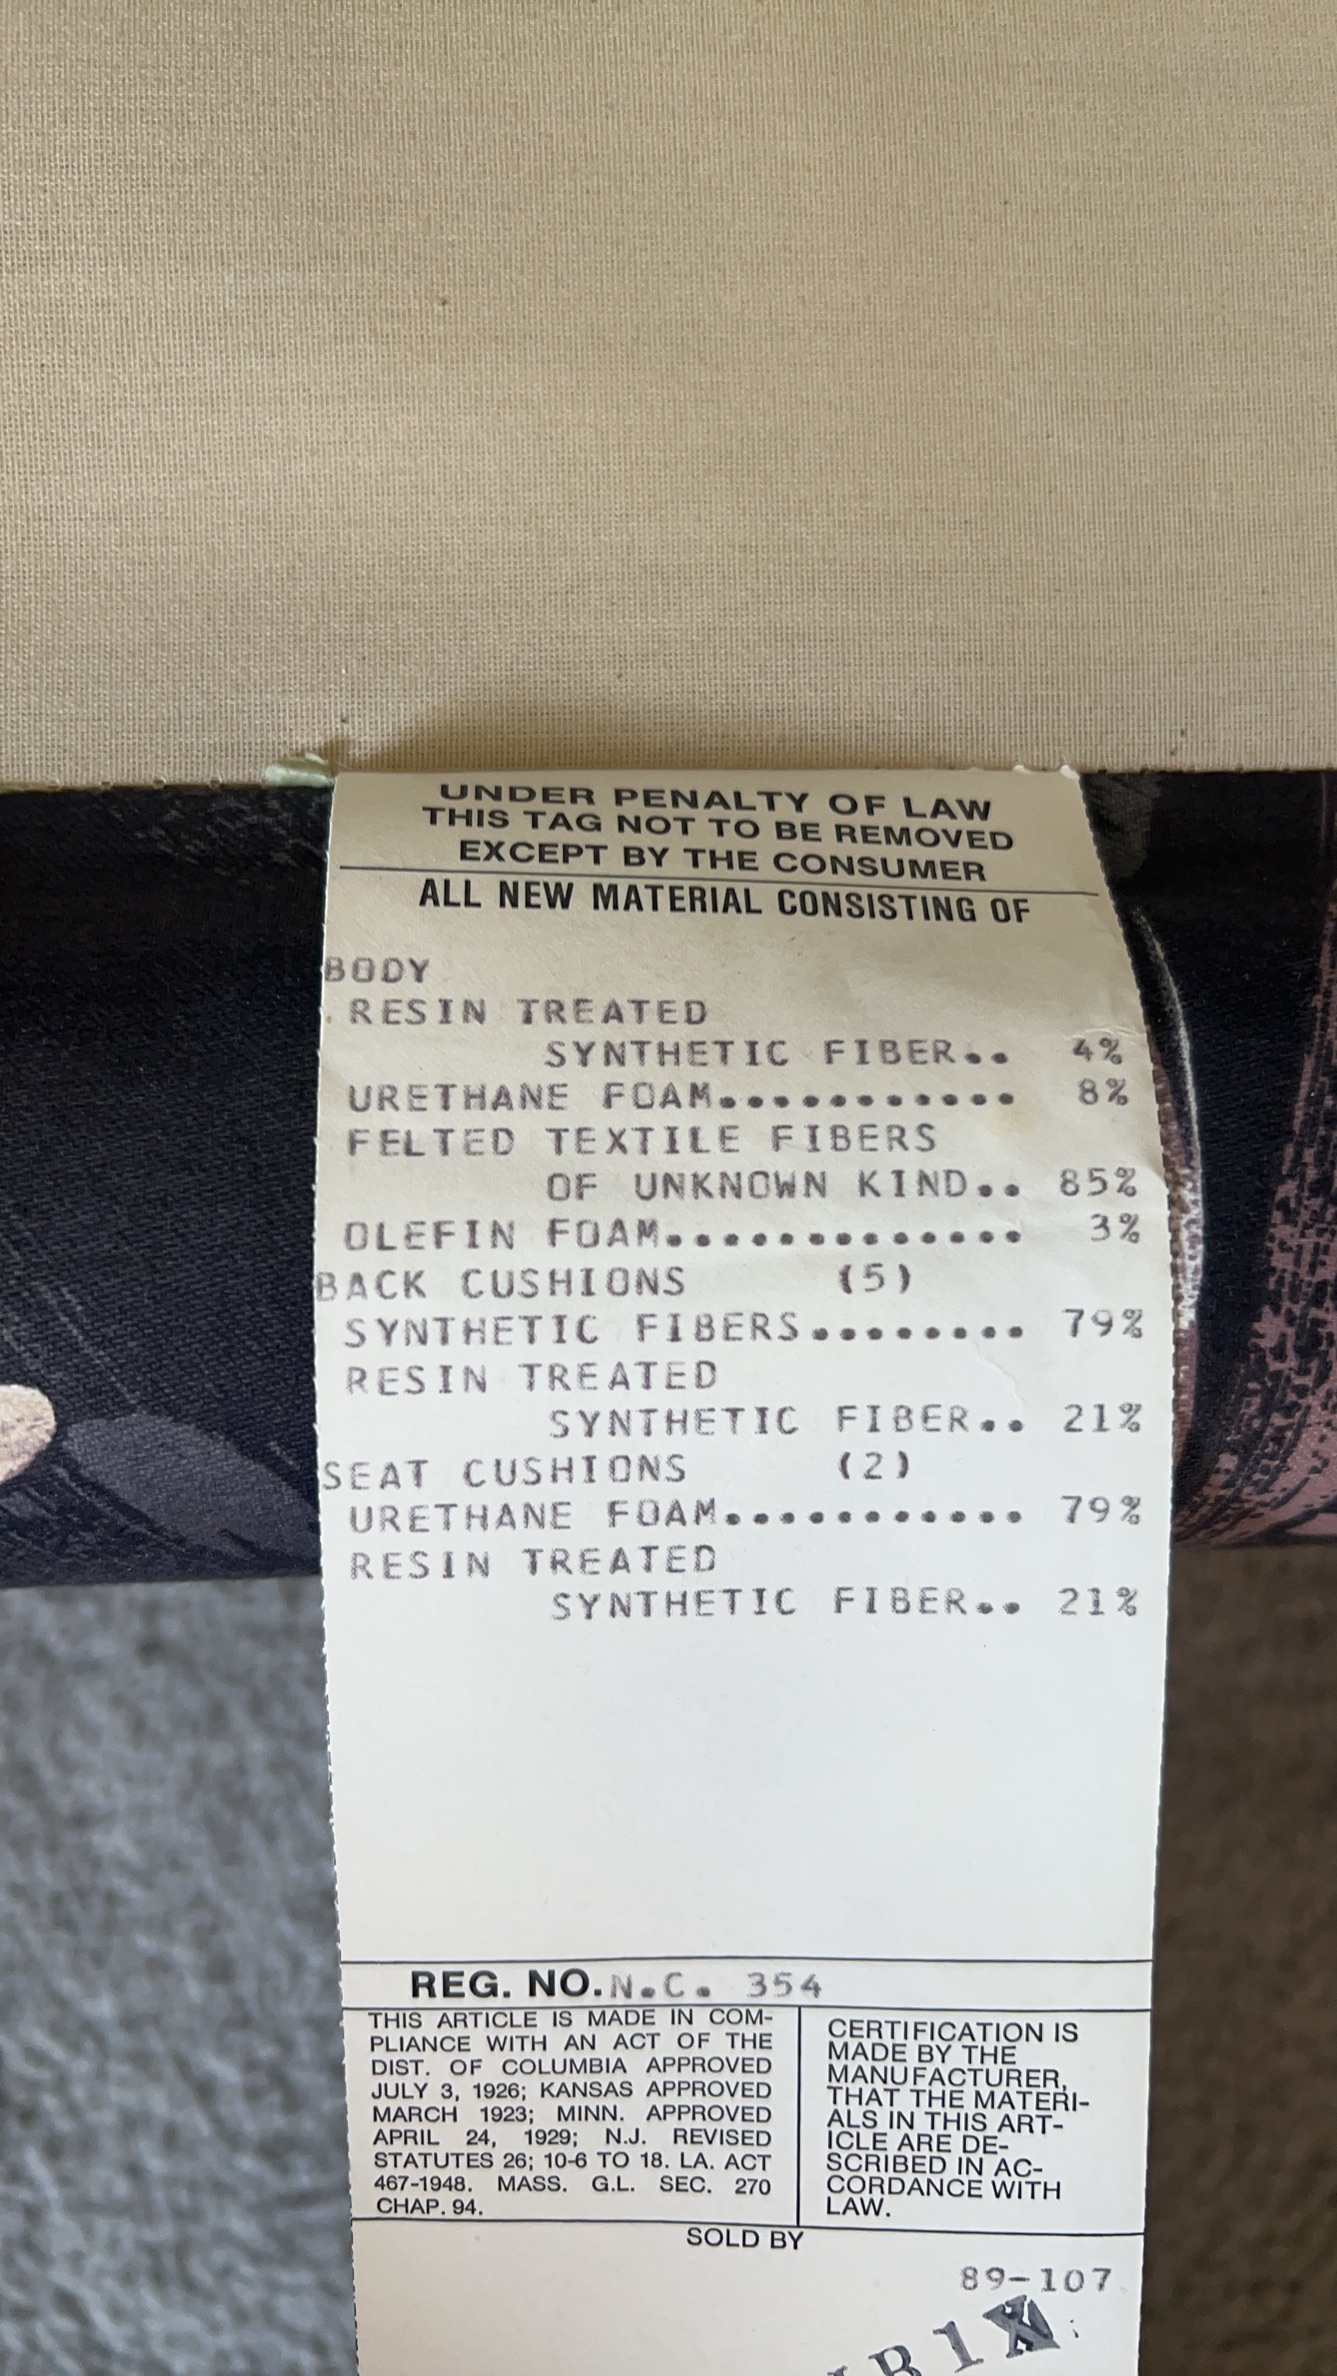 UNDER PENALTY OF LAW
THIS TAG NOT TO BE REMOVED
EXCEPT BY THE CONSUMER
ALL NEW MATERIAL CONSISTING OF
BODY
RESIN TREATED
SYNTHETIC FIBER.. 4%
URETHANE FOAM........... 8%
FELTED TEXTILE FIBERS
OF UNKNOWN KIND.. 85%
OLEFIN FOAM............. 3%
BACK CUSHIONS (5)
SYNTHETIC FIBERS........ 79%
RESIN TREATED
SYNTHETIC FIBER.. 21%
SEAT CUSHIONS (2)
URETHANE FOAM........... 79%
RESIN TREATED
SYNTHETIC FIBER.. 21%
REG. NO. N.C. 354
THIS ARTICLE IS MADE IN COM-
PLIANCE WITH AN ACT OF THE
DIST. OF COLUMBIA APPROVED
JULY 3, 1926; KANSAS APPROVED
MARCH 1923; MINN. APPROVED
APRIL 24, 1929; N.J. REVISED
STATUTES 26; 10-6 TO 18. LA. ACT
467-1948. MASS. G.L. SEC. 270
CHAP. 94.
CERTIFICATION IS
MADE BY THE
MANUFACTURER,
THAT THE MATERI-
ALS IN THIS ART-
ICLE ARE DE-
SCRIBED IN AC-
CORDANCE WITH
LAW.
SOLD BY
89-107